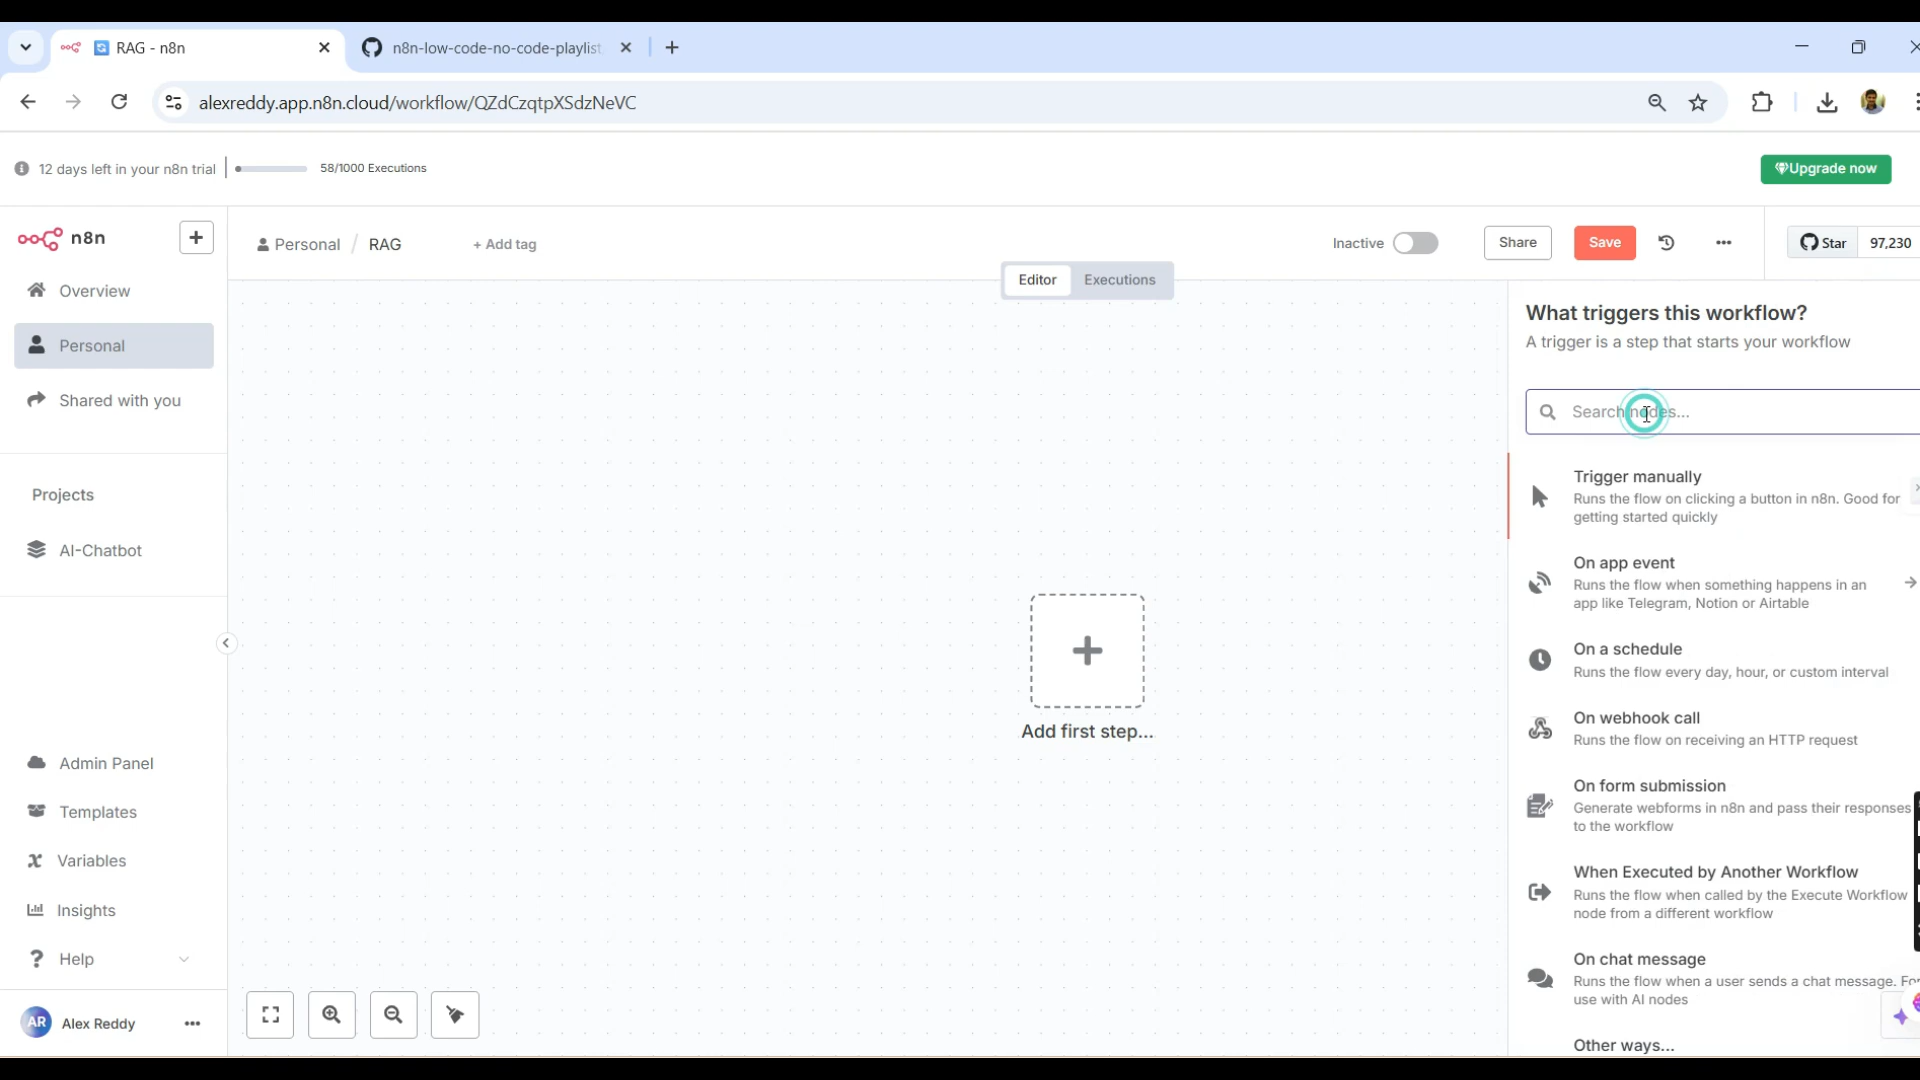 RAG - n8n
n8n-low-code-no-code-playlist
alexreddy.app.n8n.cloud/workflow/QZdCzqtpXSdzNeVC
12 days left in your n8n trial
58/1000 Executions
Upgrade now
n8n
Personal / RAG
+ Add tag
Inactive
Share
Save
Star
97,230
Editor
Executions
Overview
Personal
Shared with you
Projects
AI-Chatbot
Admin Panel
Templates
Variables
Insights
Help
AR
Alex Reddy
Add first step...
What triggers this workflow?
A trigger is a step that starts your workflow
Search nodes...
Trigger manually
Runs the flow on clicking a button in n8n. Good for
getting started quickly
On app event
Runs the flow when something happens in an
app like Telegram, Notion or Airtable
On a schedule
Runs the flow every day, hour, or custom interval
On webhook call
Runs the flow on receiving an HTTP request
On form submission
Generate webforms in n8n and pass their responses
to the workflow
When Executed by Another Workflow
Runs the flow when called by the Execute Workflow
node from a different workflow
On chat message
Runs the flow when a user sends a chat message. For
use with AI nodes
Other ways...